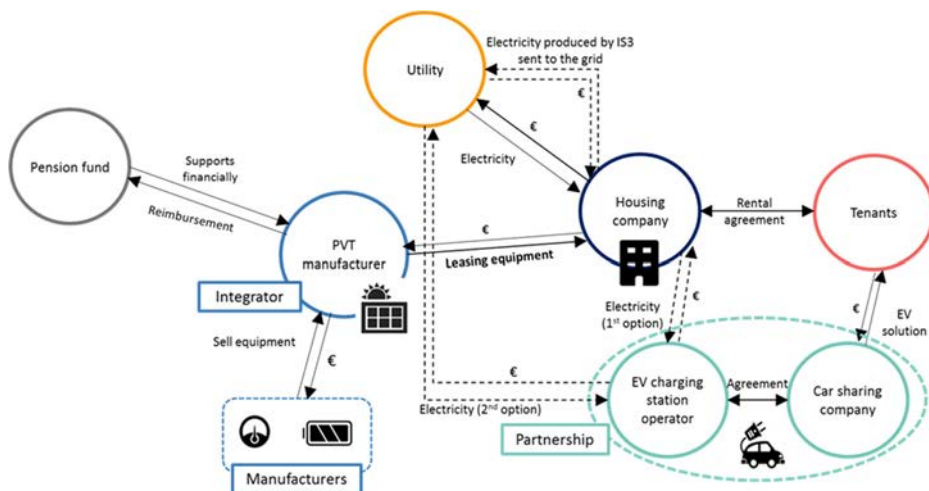 Electricity produced by IS3
sent to the grid
Utility
€
€
Electricity
Pension fund
Supports
financially
Reimbursement
Housing
company
Rental
agreement
Tenants
€
PVT
manufacturer
Leasing equipment
Integrator
Electricity
(1st option)
€
€
EV
solution
Sell equipment
€
€
EV charging
station
operator
Agreement
Car sharing
company
Electricity (2nd option)
Partnership
Manufacturers